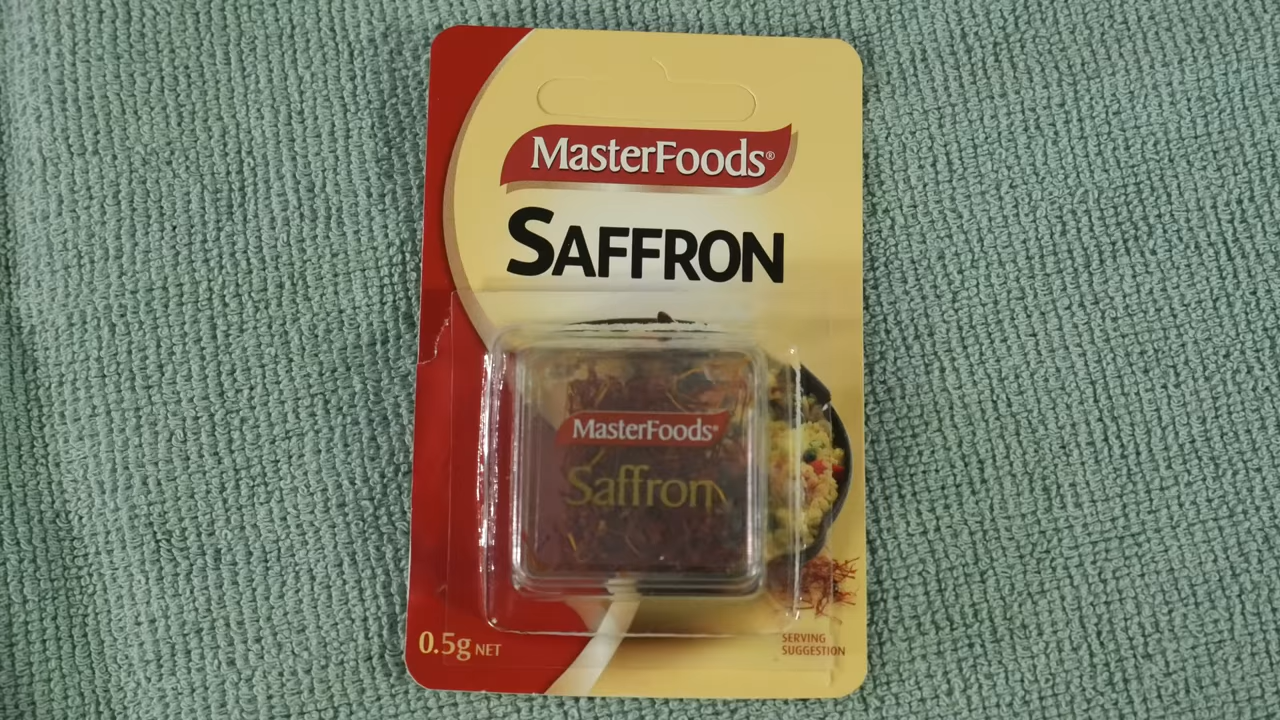 MasterFoods®
SAFFRON
MasterFoods®
Saffron
0.5g NET
SERVING
SUGGESTION